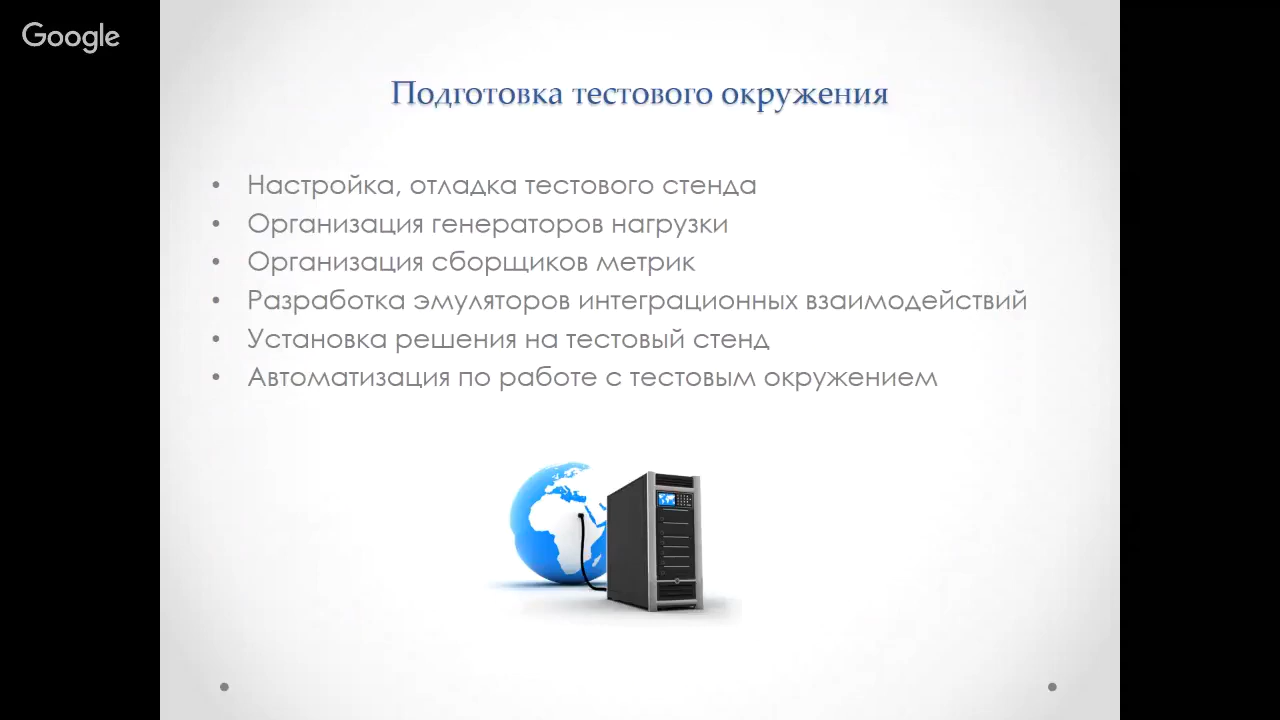 Google
Подготовка тестового окружения
• Настройка, отладка тестового стенда
• Организация генераторов нагрузки
• Организация сборщиков метрик
• Разработка эмуляторов интеграционных взаимодействий
• Установка решения на тестовый стенд
• Автоматизация по работе с тестовым окружением